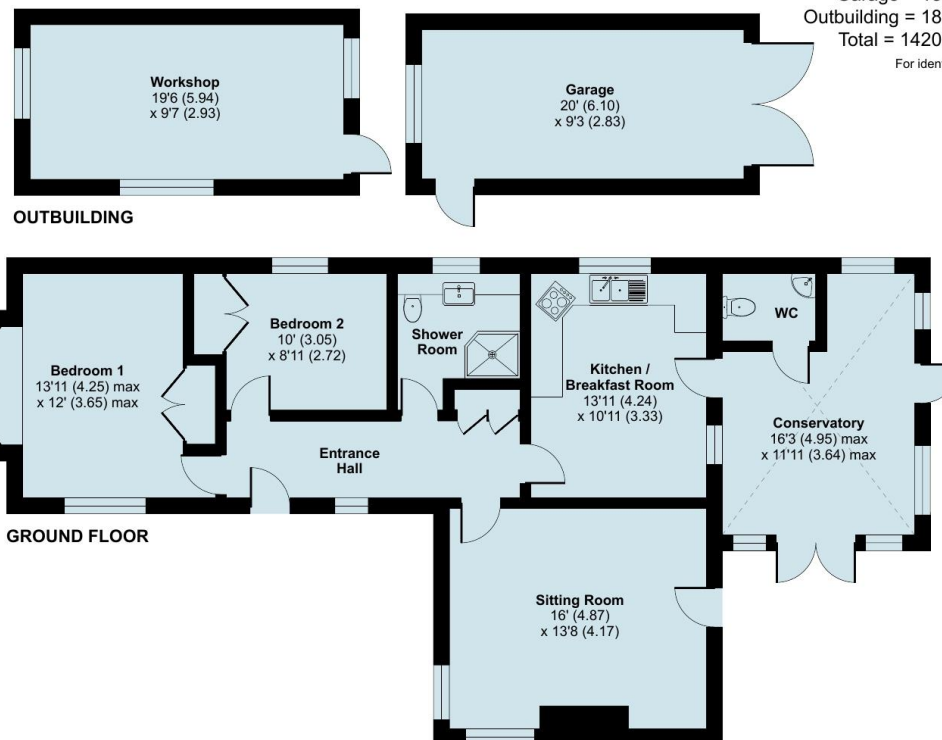 Garage = 18
Outbuilding = 18
Total = 1420
For iden
Workshop
19'6 (5.94)
x 9'7 (2.93)
Garage
20' (6.10)
x 9'3 (2.83)
OUTBUILDING
Bedroom 1
13'11 (4.25) max
x 12' (3.65) max
Bedroom 2
10' (3.05)
x 8'11 (2.72)
Shower
Room
Kitchen /
Breakfast Room
13'11 (4.24)
x 10'11 (3.33)
WC
Conservatory
16'3 (4.95) max
x 11'11 (3.64) max
Entrance
Hall
GROUND FLOOR
Sitting Room
16' (4.87)
x 13'8 (4.17)